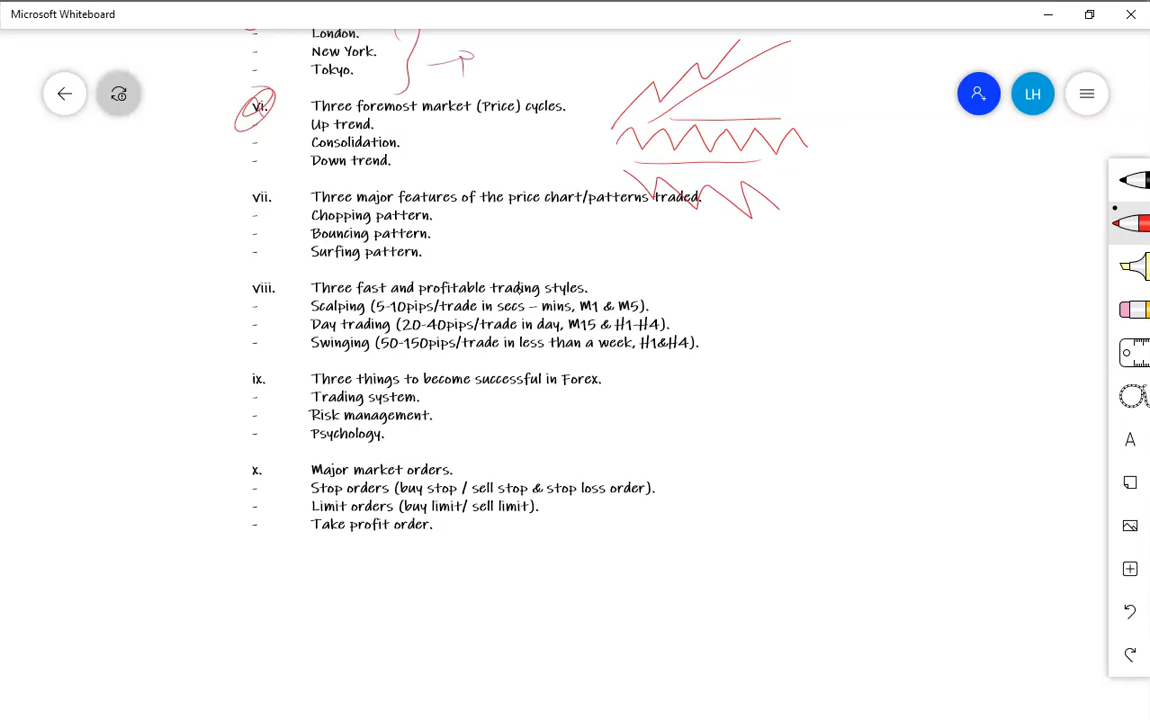 Microsoft Whiteboard
- London.
- New York.
- Tokyo.
P
LH
vi. Three foremost market (Price) cycles.
Up trend.
- Consolidation.
- Down trend.
vii. Three major features of the price chart/patterns traded.
- Chopping pattern.
- Bouncing pattern.
- Surfing pattern.
viii. Three fast and profitable trading styles.
- Scalping (5-10pips/trade in secs – mins, M1 & M5).
- Day trading (20-40pips/trade in day, M15 & H1-H4).
- Swinging (50-150pips/trade in less than a week, H1&H4).
ix. Three things to become successful in Forex.
- Trading system.
- Risk management.
- Psychology.
x. Major market orders.
- Stop orders (buy stop / sell stop & stop loss order).
- Limit orders (buy limit/ sell limit).
- Take profit order.
A